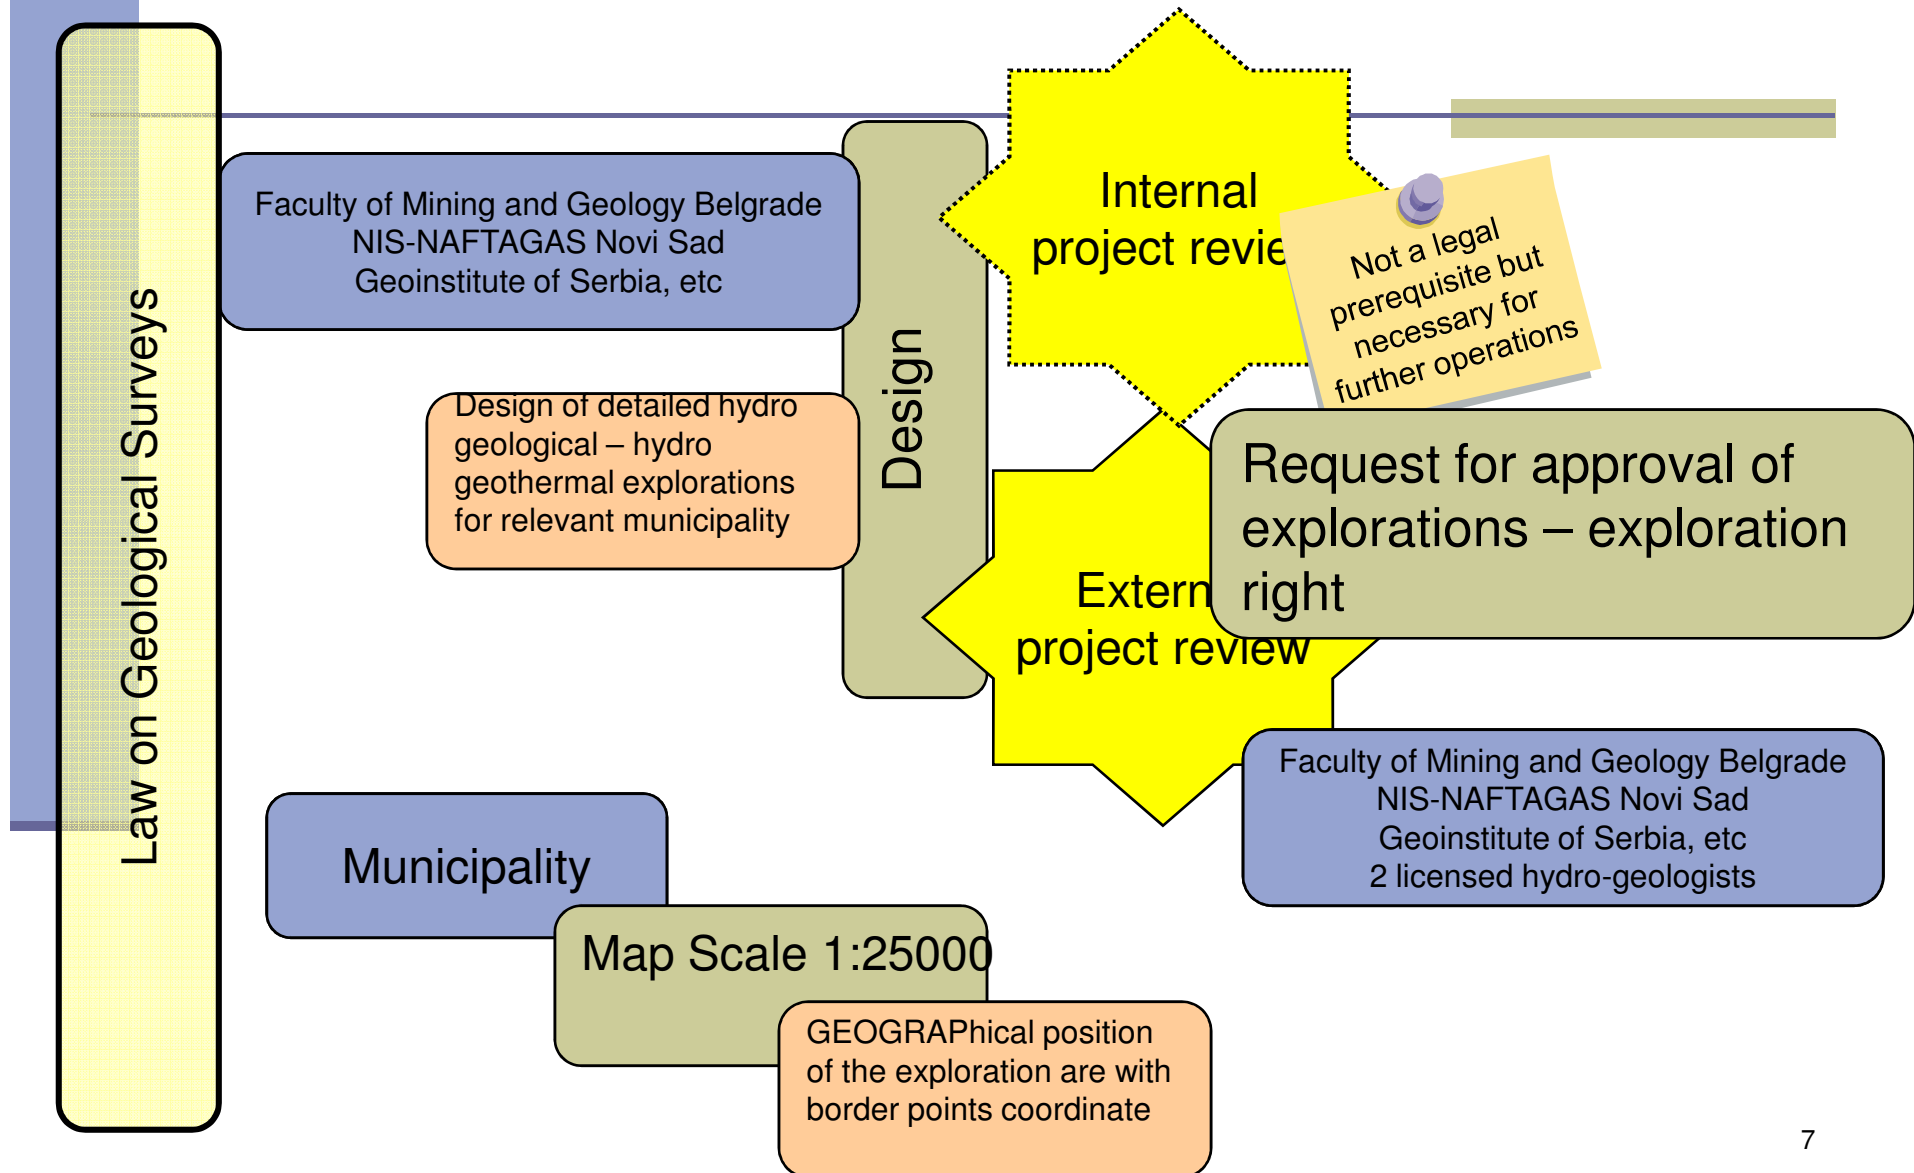 Law on Geological Surveys
Faculty of Mining and Geology Belgrade
NIS-NAFTAGAS Novi Sad
Geoinstitute of Serbia, etc
Design of detailed hydro
geological – hydro
geothermal explorations
for relevant municipality
Design
Internal
project revie
Not a legal
prerequisite but
necessary for
further operations
Request for approval of
explorations – exploration
right
Extern
project review
Faculty of Mining and Geology Belgrade
NIS-NAFTAGAS Novi Sad
Geoinstitute of Serbia, etc
2 licensed hydro-geologists
Municipality
Map Scale 1:25000
GEOGRAPhical position
of the exploration are with
border points coordinate
7